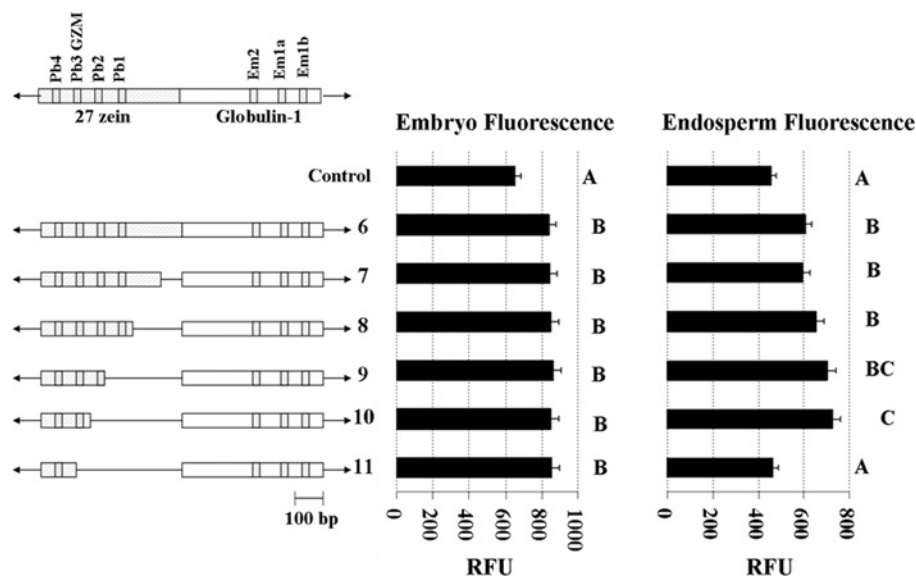 Pb4
Pb3 GZM
Pb2
Pb1
Em2
Em1a
Em1b
27 zein
Globulin-1
Embryo Fluorescence
Endosperm Fluorescence
Control
A
A
6
B
B
7
B
B
8
B
B
9
B
BC
10
B
C
11
B
A
100 bp
0
200
400
600
800
1000
0
200
400
600
800
RFU
RFU